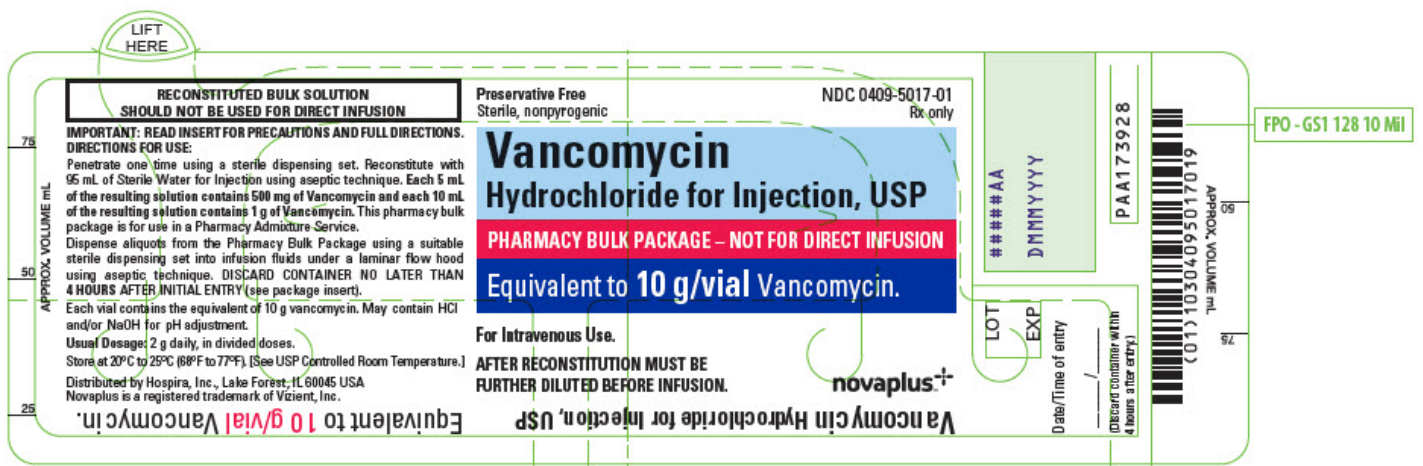 LIFT
HERE
RECONSTITUTED BULK SOLUTION
SHOULD NOT BE USED FOR DIRECT INFUSION
IMPORTANT: READ INSERT FOR PRECAUTIONS AND FULL DIRECTIONS.
DIRECTIONS FOR USE:
Penetrate one time using a sterile dispensing set. Reconstitute with
95 mL of Sterile Water for Injection using aseptic technique. Each 5 mL
of the resulting solution contains 500 mg of Vancomycin and each 10 mL
of the resulting solution contains 1 g of Vancomycin. This pharmacy bulk
package is for use in a Pharmacy Admixture Service.
Dispense aliquots from the Pharmacy Bulk Package using a suitable
sterile dispensing set into infusion fluids under a laminar flow hood
using aseptic technique. DISCARD CONTAINER NO LATER THAN
4 HOURS AFTER INITIAL ENTRY (see package insert).
Each vial contains the equivalent of 10 g vancomycin. May contain HCl
and/or NaOH for pH adjustment.
Usual Dosage: 2 g daily, in divided doses.
Store at 20°C to 25°C (68°F to 77°F). [See USP Controlled Room Temperature.]
Distributed by Hospira, Inc., Lake Forest, IL 60045 USA
Novaplus is a registered trademark of Vizient, Inc.
Equivalent to 10 g/vial Vancomycin.
APPROX. VOLUME mL
75
50
25
Preservative Free
Sterile, nonpyrogenic
NDC 0409-5017-01
Rx only
Vancomycin
Hydrochloride for Injection, USP
PHARMACY BULK PACKAGE – NOT FOR DIRECT INFUSION
Equivalent to 10 g/vial Vancomycin.
For Intravenous Use.
AFTER RECONSTITUTION MUST BE
FURTHER DILUTED BEFORE INFUSION.
novaplus™
Vancomycin Hydrochloride for Injection, USP
######AA
DMMMYYYY
LOT
EXP
PAA173928
Date/Time of entry
______/______
(Discard container within
4 hours after entry.)
(01)10304095017019
APPROX. VOLUME mL
50
75
FPO - GS1 128 10 Mil